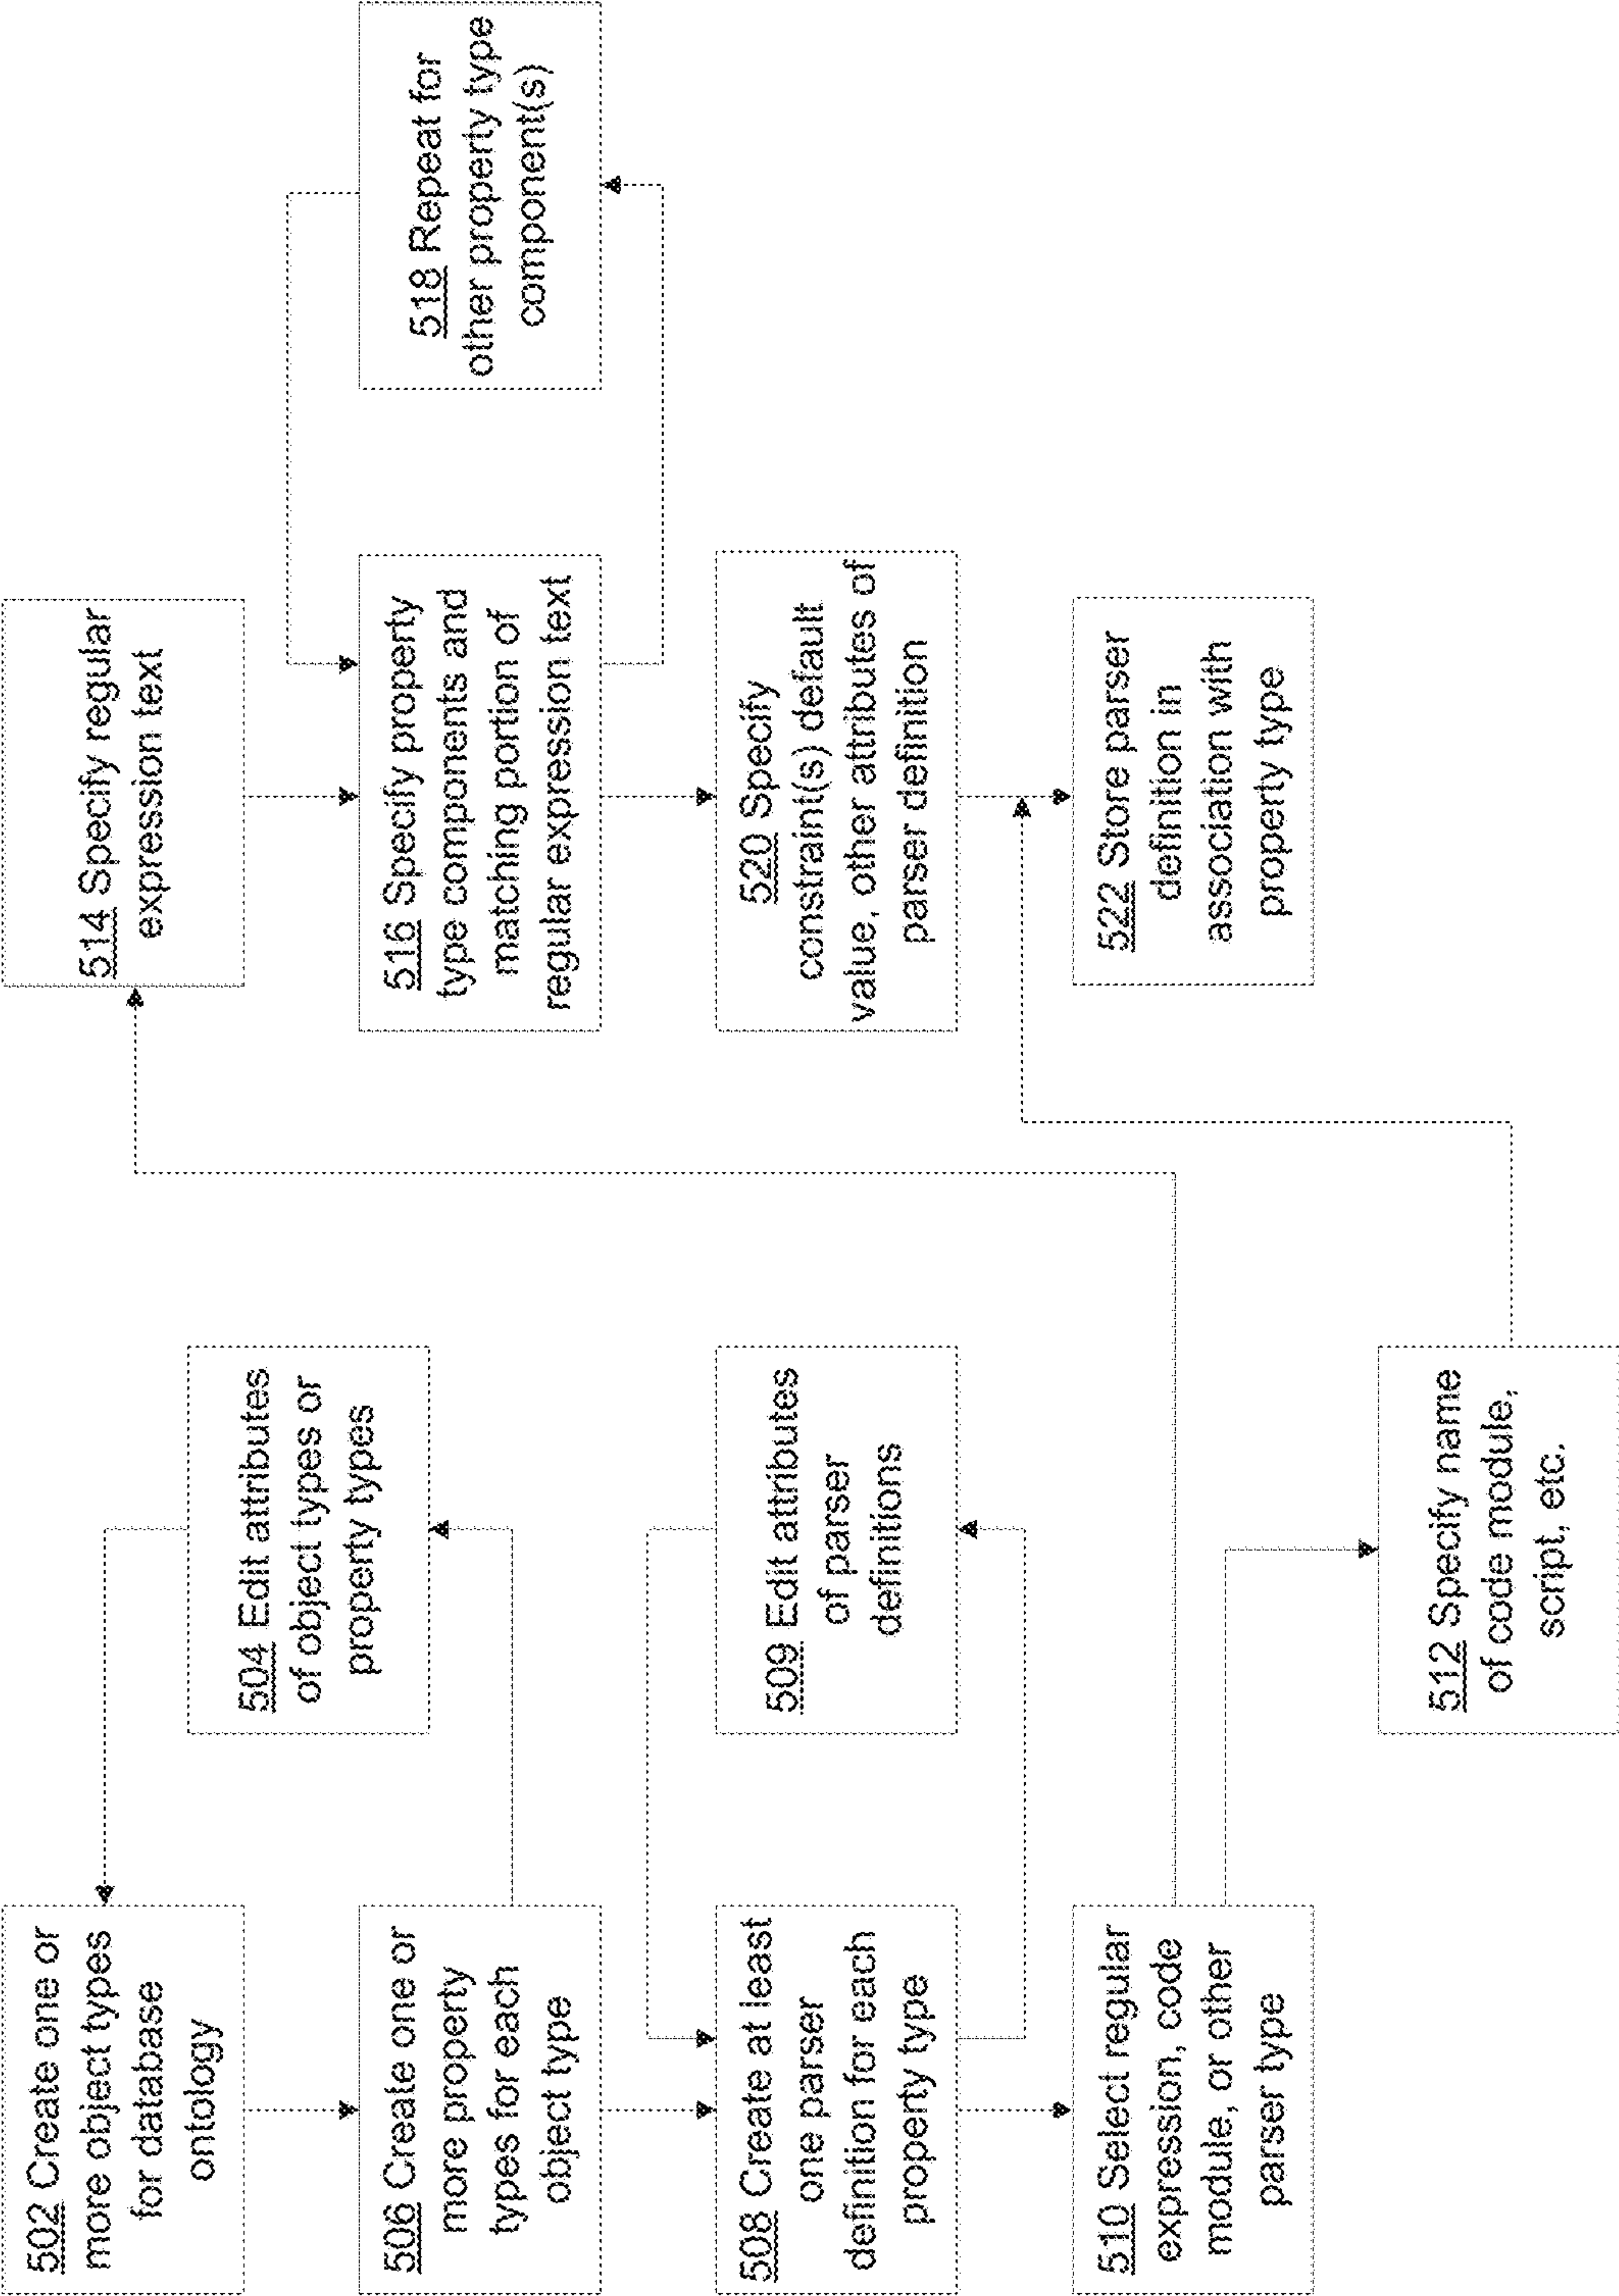 502 Create one or
more object types
for database
ontology
504 Edit attributes
of object types or
property types
506 Create one or
more property
types for each
object type
508 Create at least
one parser
definition for each
property type
509 Edit attributes
of parser
definitions
510 Select regular
expression, code
module, or other
parser type
512 Specify name
of code module,
script, etc.
514 Specify regular
expression text
516 Specify property
type components and
matching portion of
regular expression text
518 Repeat for
other property type
component(s)
520 Specify
constraint(s) default
value, other attributes of
parser definition
522 Store parser
definition in
association with
property type